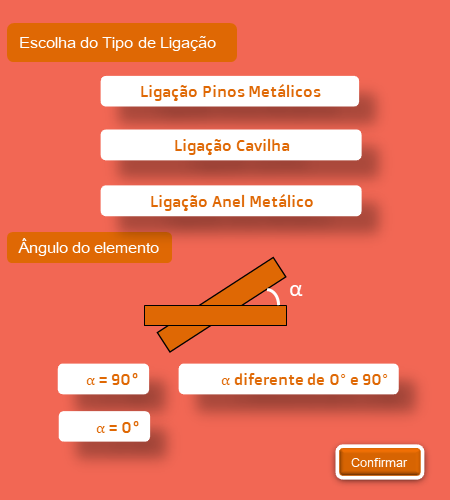 Escolha do Tipo de Ligação
Ligação Pinos Metálicos
Ligação Cavilha
Ligação Anel Metálico
Ângulo do elemento
α
α = 90°
α diferente de 0° e 90°
α = 0°
Confirmar